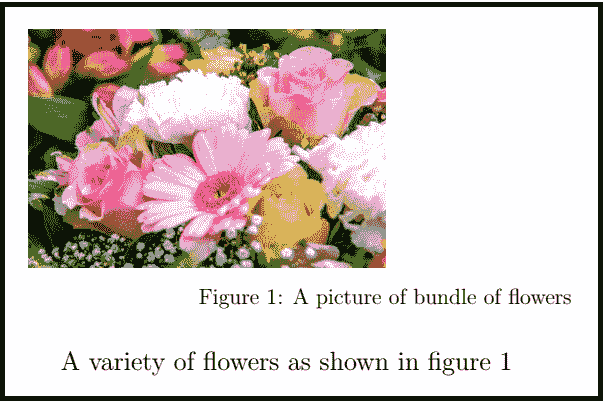 Figure 1: A picture of bundle of flowers
A variety of flowers as shown in figure 1